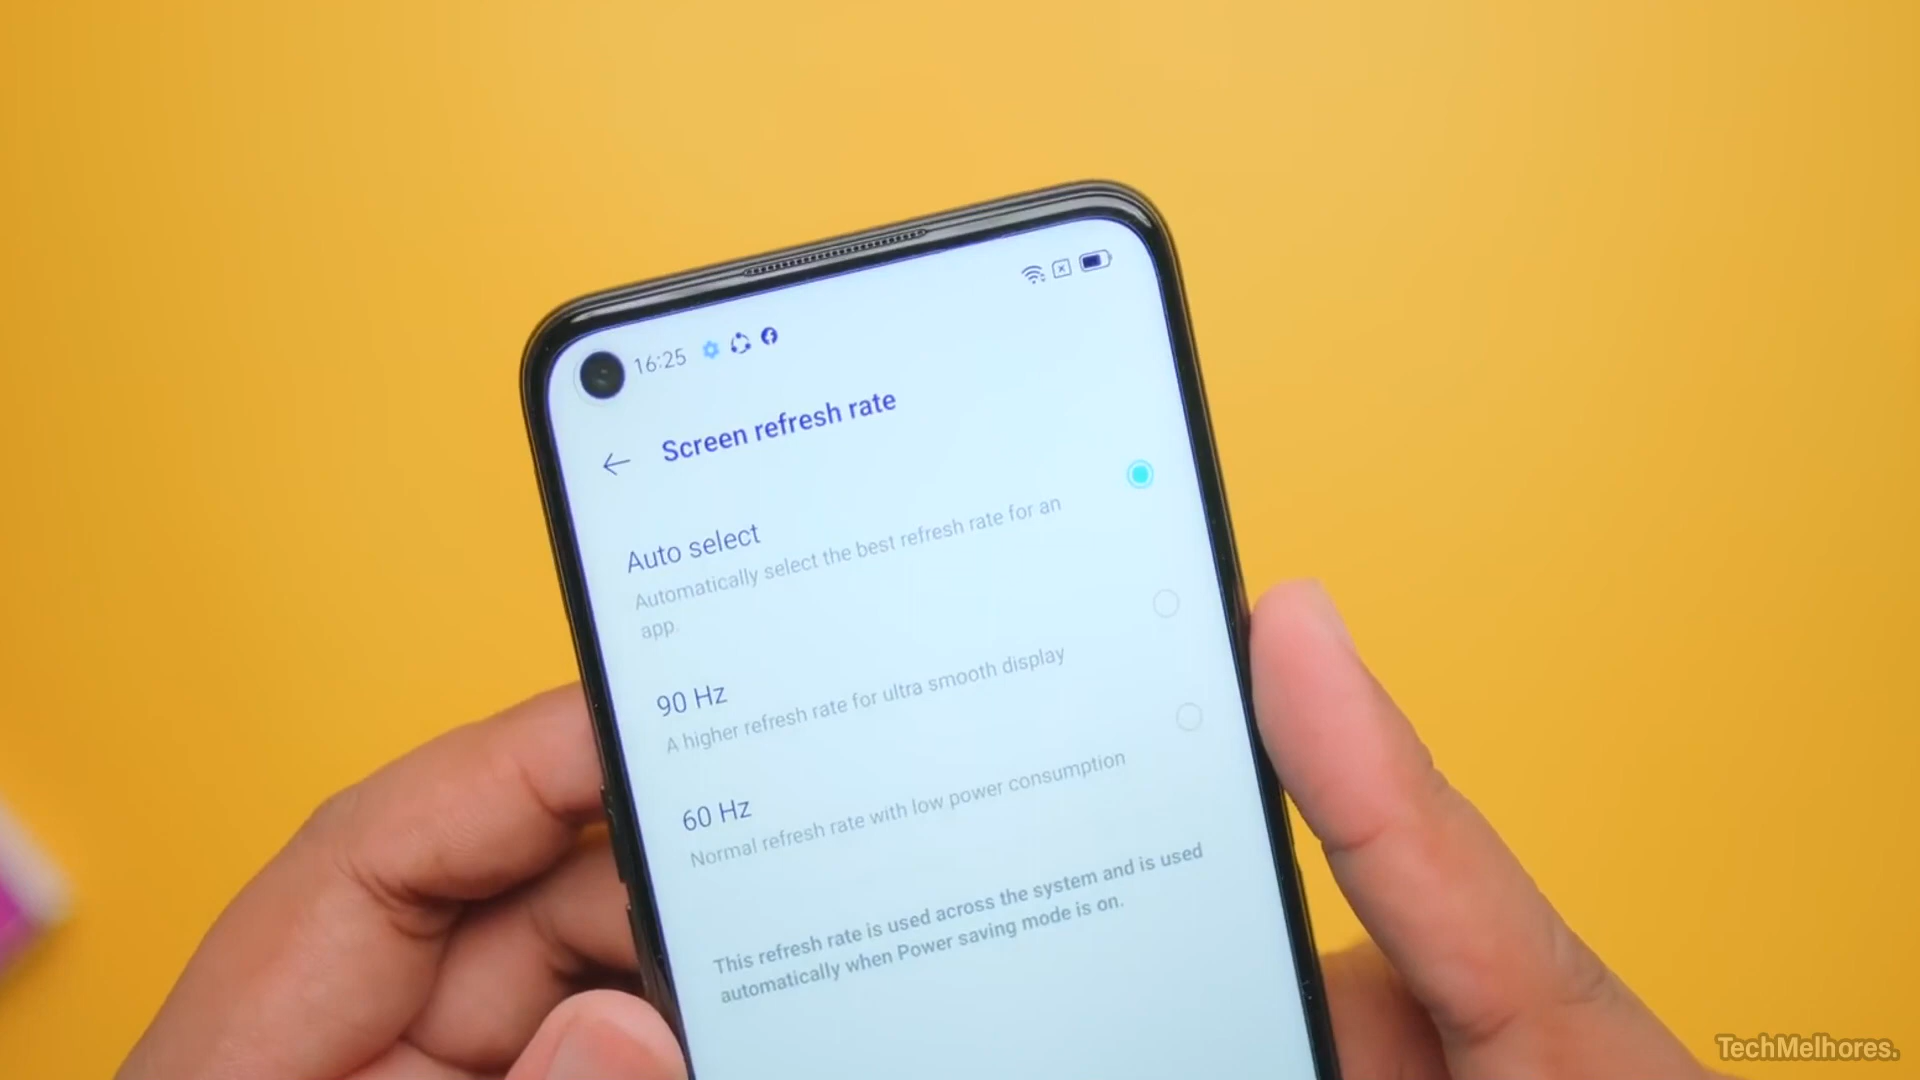 16:25
Screen refresh rate
Auto select
Automatically select the best refresh rate for an
app.
90 Hz
A higher refresh rate for ultra smooth display
60 Hz
Normal refresh rate with low power consumption
This refresh rate is used across the system and is used
automatically when Power saving mode is on.
TechMelhores.